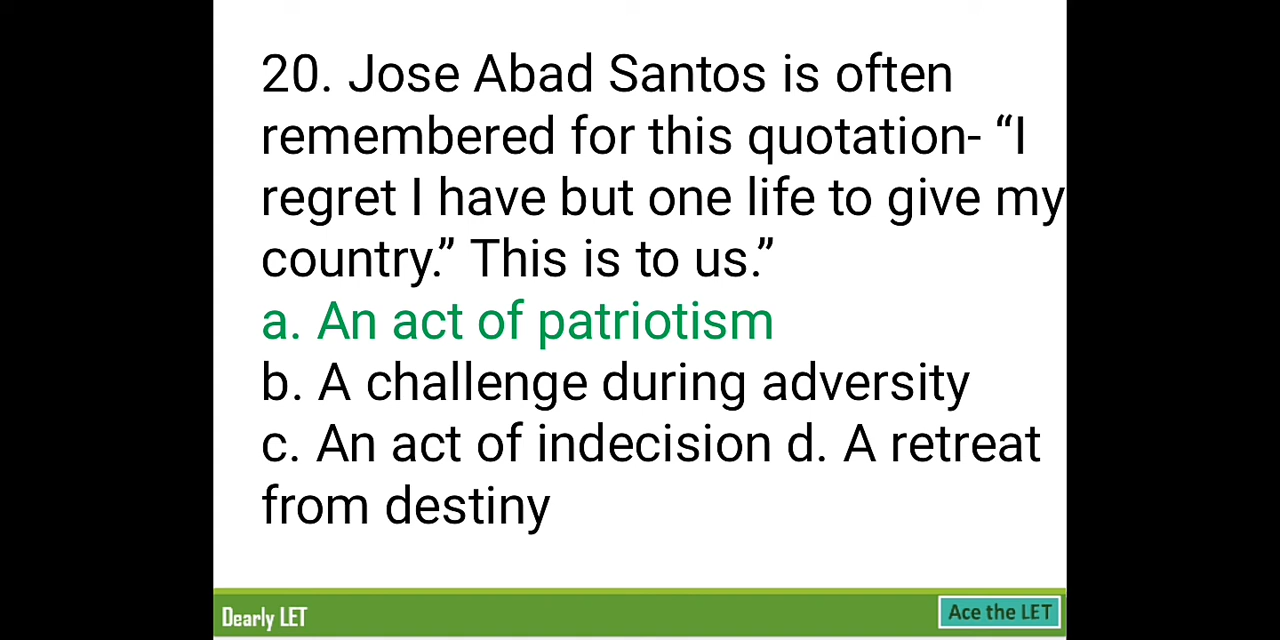 20. Jose Abad Santos is often
remembered for this quotation- “I
regret I have but one life to give my
country.” This is to us.”
a. An act of patriotism
b. A challenge during adversity
c. An act of indecision d. A retreat
from destiny
Dearly LET
Ace the LET